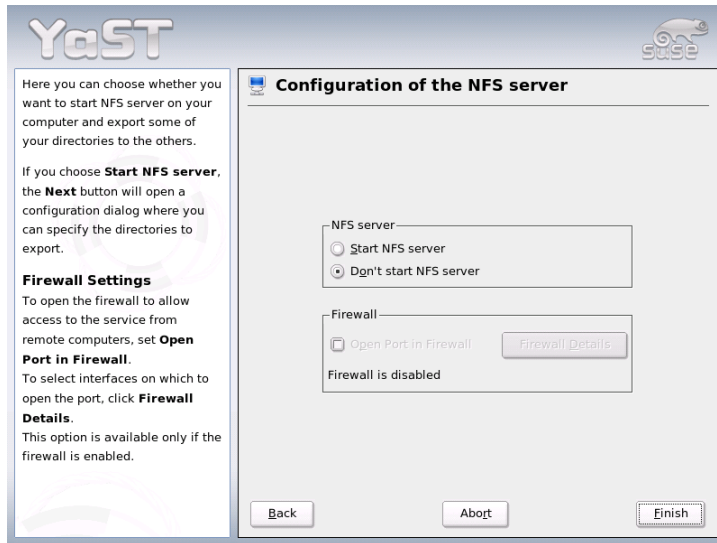 YaST
SUSE
Here you can choose whether you
want to start NFS server on your
computer and export some of
your directories to the others.
If you choose Start NFS server,
the Next button will open a
configuration dialog where you
can specify the directories to
export.
Firewall Settings
To open the firewall to allow
access to the service from
remote computers, set Open
Port in Firewall.
To select interfaces on which to
open the port, click Firewall
Details.
This option is available only if the
firewall is enabled.
Configuration of the NFS server
NFS server
Start NFS server
Don't start NFS server
Firewall
Open Port in Firewall
Firewall Details
Firewall is disabled
Back
Abort
Finish